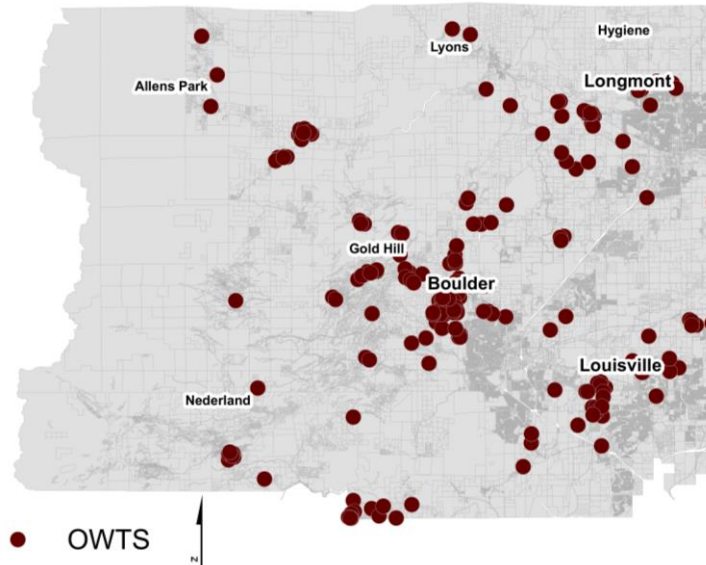 Hygiene
Lyons
Longmont
Allens Park
Gold Hill
Boulder
Louisville
Nederland
OWTS
z